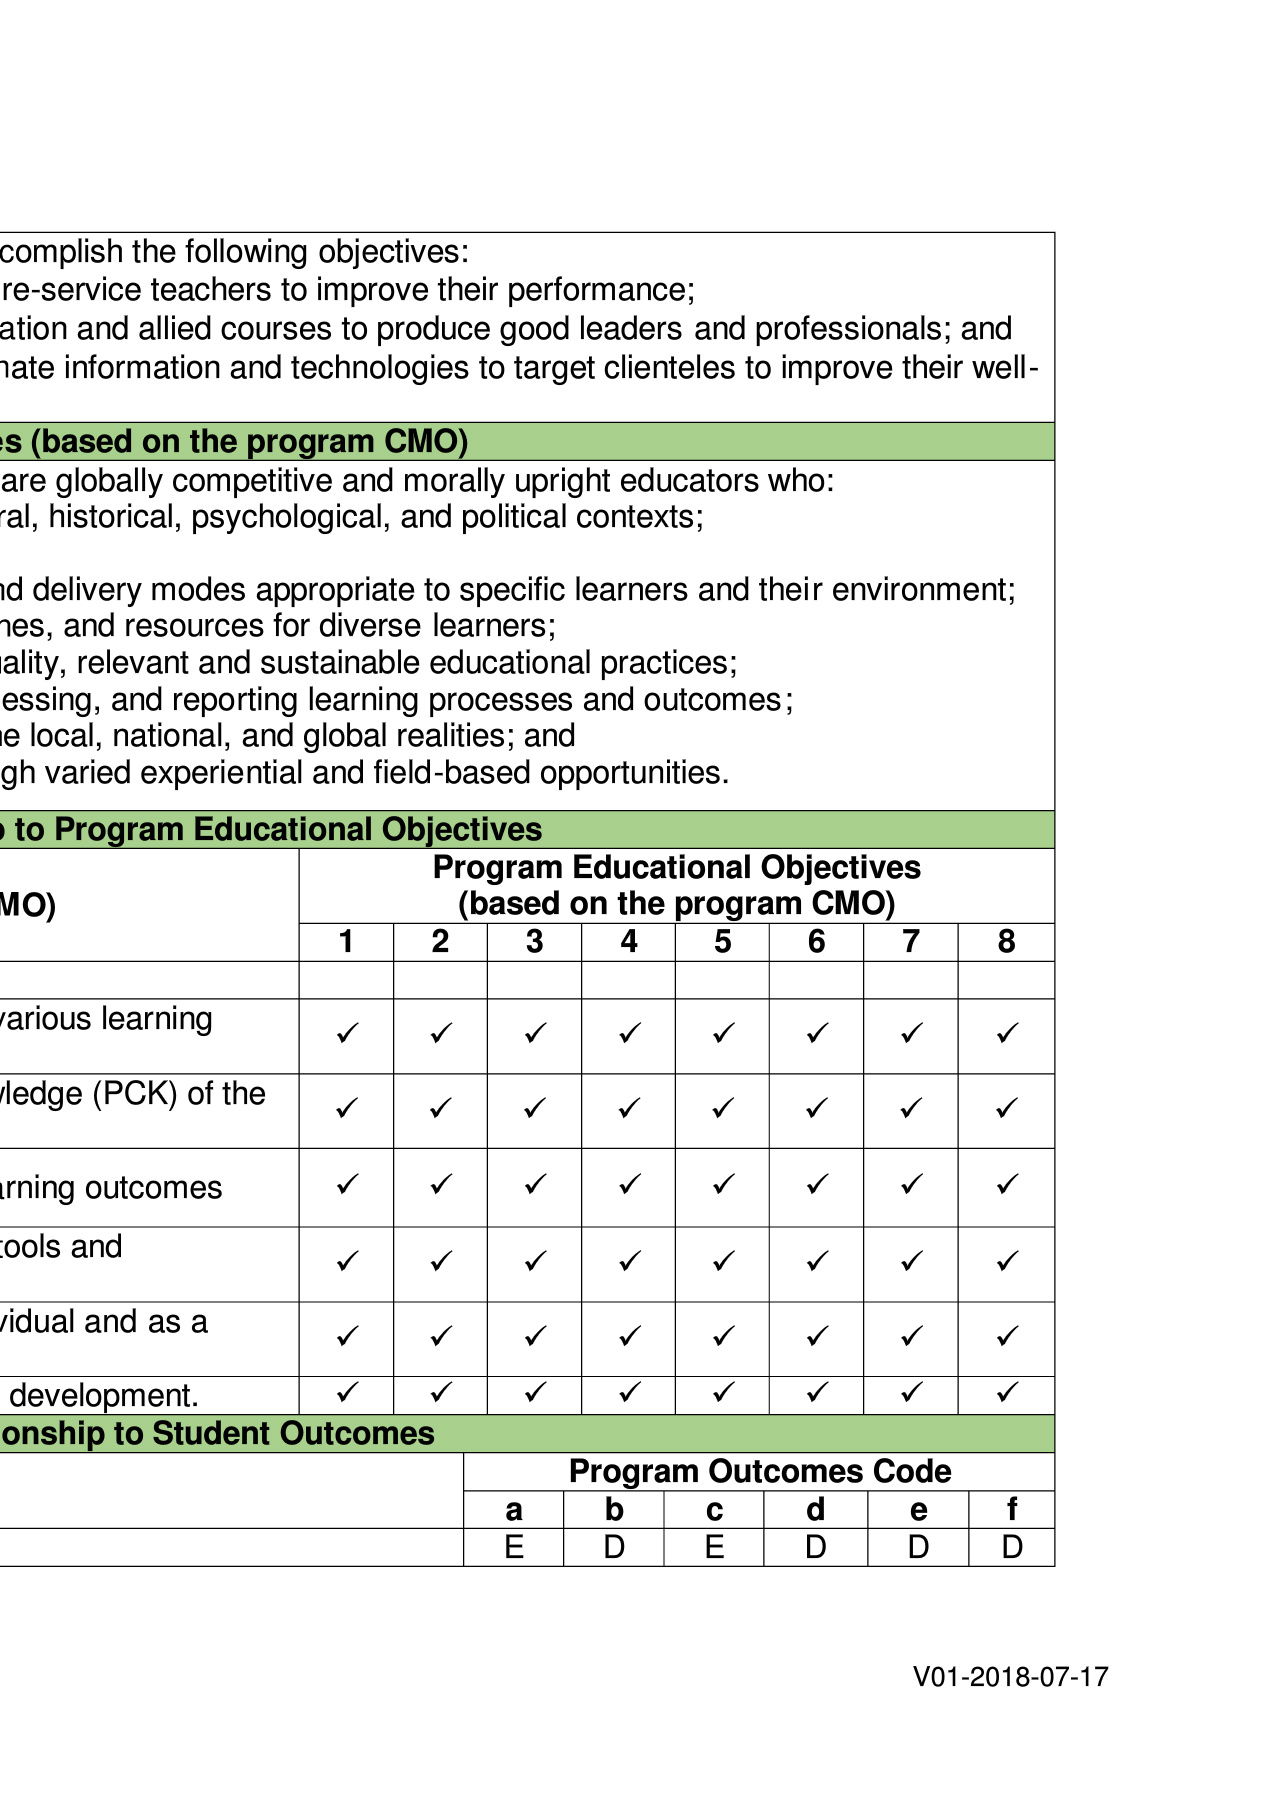 complish the following objectives:
re-service teachers to improve their performance;
ation and allied courses to produce good leaders and professionals; and
nate information and technologies to target clienteles to improve their well-
es (based on the program CMO)
are globally competitive and morally upright educators who:
ral, historical, psychological, and political contexts;
nd delivery modes appropriate to specific learners and their environment;
nes, and resources for diverse learners;
uality, relevant and sustainable educational practices;
essing, and reporting learning processes and outcomes;
ne local, national, and global realities; and
gh varied experiential and field-based opportunities.
p to Program Educational Objectives
MO)
Program Educational Objectives
(based on the program CMO)
1 2 3 4 5 6 7 8
various learning
✓ ✓ ✓ ✓ ✓ ✓ ✓ ✓
wledge (PCK) of the
✓ ✓ ✓ ✓ ✓ ✓ ✓ ✓
arning outcomes ✓ ✓ ✓ ✓ ✓ ✓ ✓ ✓
tools and
✓ ✓ ✓ ✓ ✓ ✓ ✓ ✓
vidual and as a
✓ ✓ ✓ ✓ ✓ ✓ ✓ ✓
development. ✓ ✓ ✓ ✓ ✓ ✓ ✓ ✓
onship to Student Outcomes
Program Outcomes Code
a b c d e f
E D E D D D
V01-2018-07-17